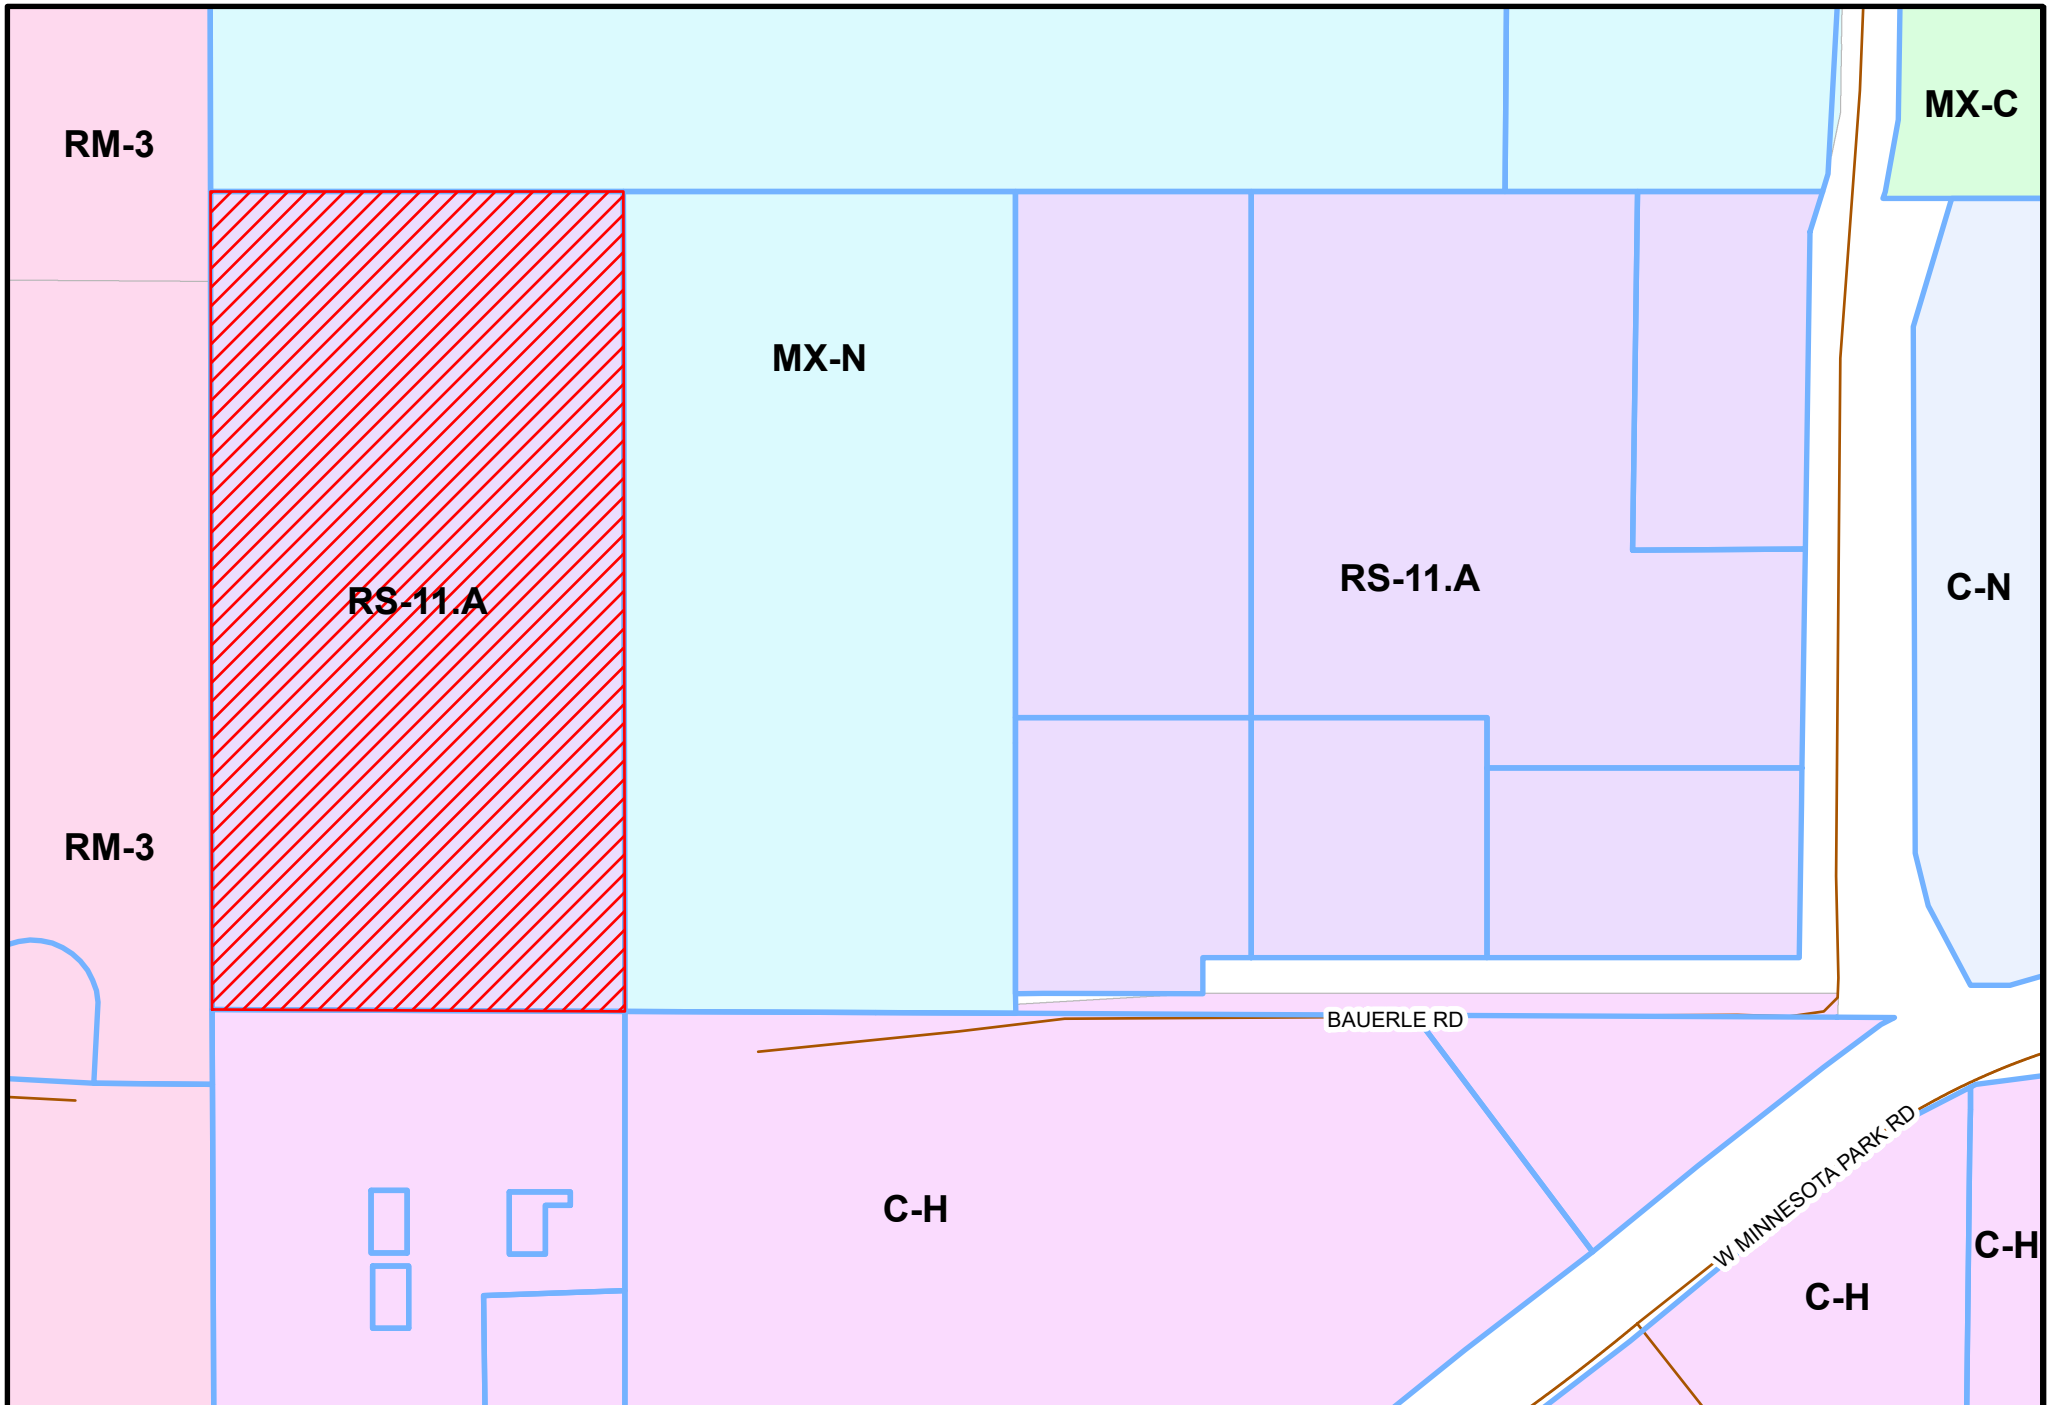 MX-C
RM-3
MX-N
RS-11.A
C-N
RS-11.A
RM-3
BAUERLE RD
W MINNESOTA PARK RD
C-H
C-H
C-H